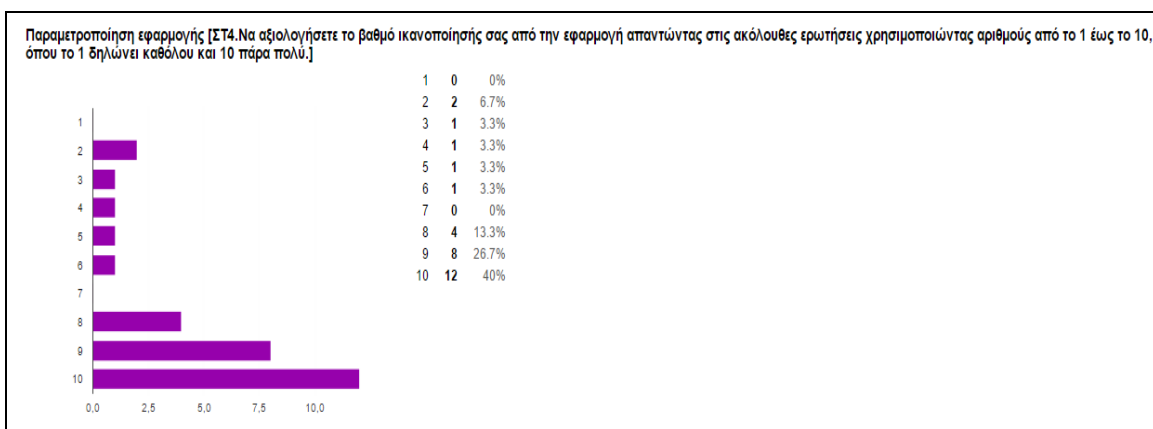 Παραμετροποίηση εφαρμογής [ΣΤ4.Να αξιολογήσετε το βαθμό ικανοποίησής σας από την εφαρμογή απαντώντας στις ακόλουθες ερωτήσεις χρησιμοποιώντας αριθμούς από το 1 έως το 10,
όπου το 1 δηλώνει καθόλου και 10 πάρα πολύ.]
1 0 0%
2 2 6.7%
3 1 3.3%
4 1 3.3%
5 1 3.3%
6 1 3.3%
7 0 0%
8 4 13.3%
9 8 26.7%
10 12 40%
1
2
3
4
5
6
7
8
9
10
0,0 2,5 5,0 7,5 10,0